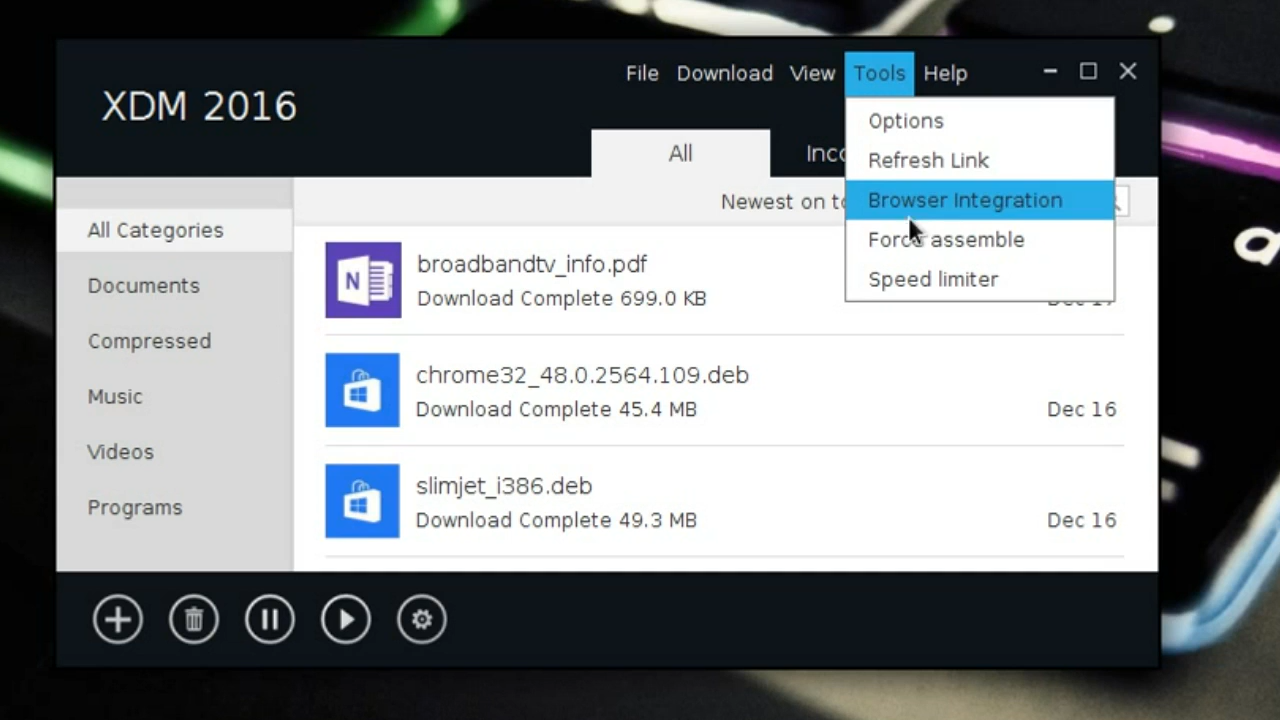 File Download View Tools Help
XDM 2016
All
Options
Refresh Link
Browser Integration
Force assemble
Speed limiter
Newest on
All Categories
Documents
Compressed
Music
Videos
Programs
N
broadbandtv_info.pdf
Download Complete 699.0 KB
chrome32_48.0.2564.109.deb
Download Complete 45.4 MB
Dec 16
slimjet_i386.deb
Download Complete 49.3 MB
Dec 16
a